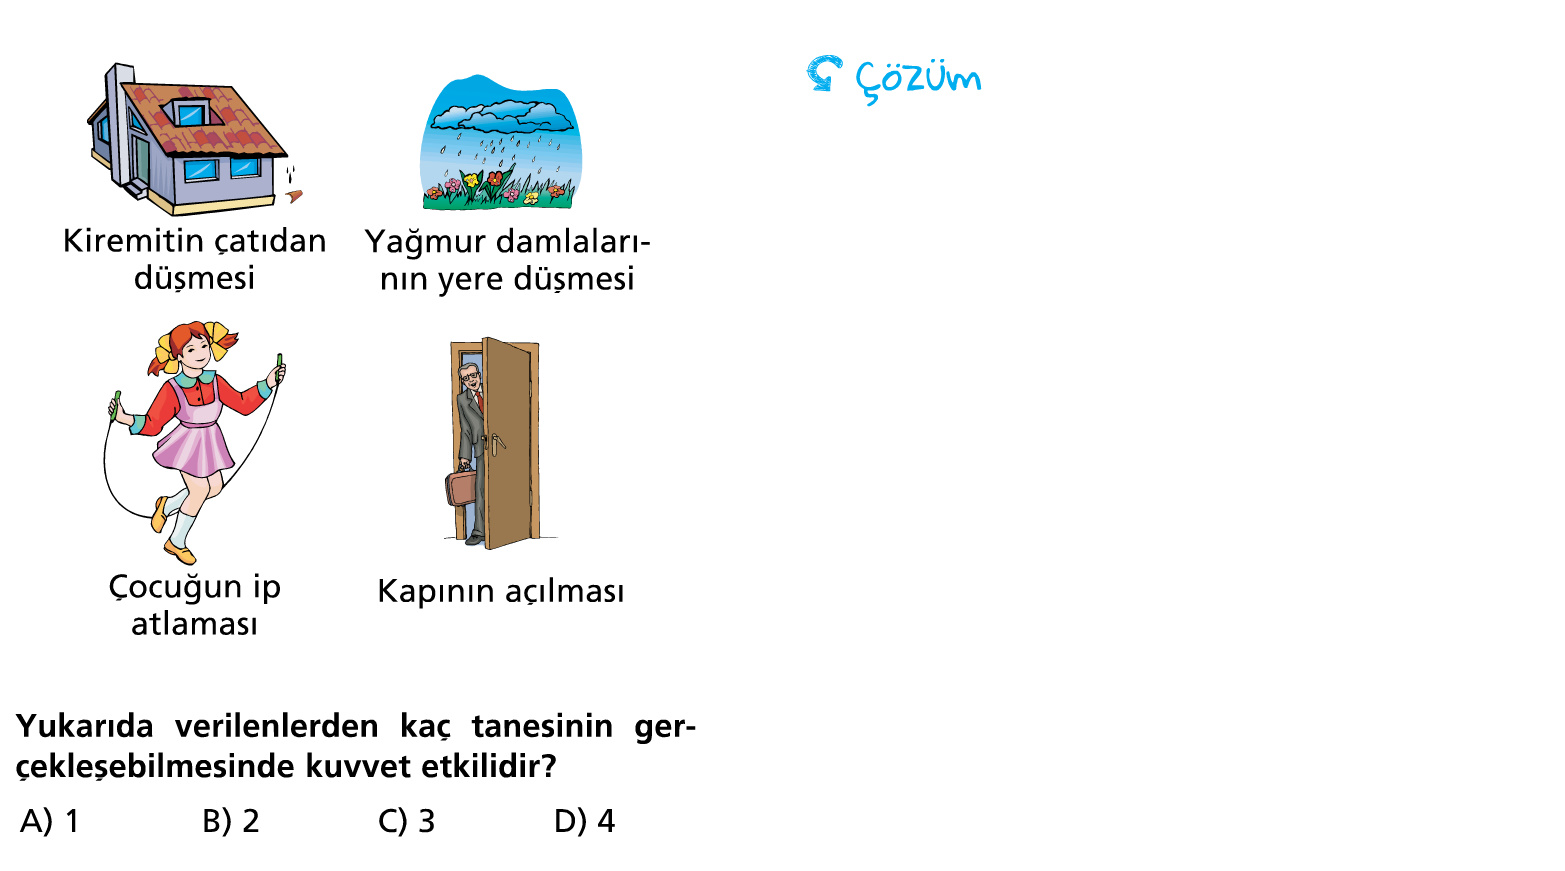 Kiremitin çatıdan
düşmesi
Yağmur damlaları-
nın yere düşmesi
Çocuğun ip
atlaması
Kapının açılması
Yukarıda verilenlerden kaç tanesinin ger-
çekleşebilmesinde kuvvet etkilidir?
A) 1 B) 2 C) 3 D) 4
Çözüm